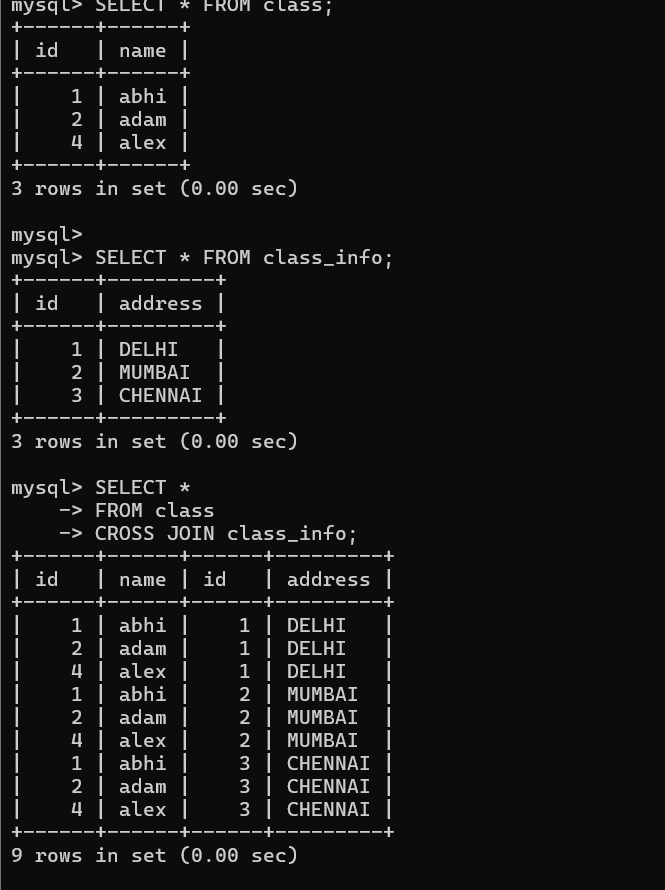 mysql> SELECT * FROM class;
+------+------+
| id   | name |
+------+------+
|    1 | abhi |
|    2 | adam |
|    4 | alex |
+------+------+
3 rows in set (0.00 sec)

mysql>
mysql> SELECT * FROM class_info;
+------+---------+
| id   | address |
+------+---------+
|    1 | DELHI   |
|    2 | MUMBAI  |
|    3 | CHENNAI |
+------+---------+
3 rows in set (0.00 sec)

mysql> SELECT *
    -> FROM class
    -> CROSS JOIN class_info;
+------+------+------+---------+
| id   | name | id   | address |
+------+------+------+---------+
|    1 | abhi |    1 | DELHI   |
|    2 | adam |    1 | DELHI   |
|    4 | alex |    1 | DELHI   |
|    1 | abhi |    2 | MUMBAI  |
|    2 | adam |    2 | MUMBAI  |
|    4 | alex |    2 | MUMBAI  |
|    1 | abhi |    3 | CHENNAI |
|    2 | adam |    3 | CHENNAI |
|    4 | alex |    3 | CHENNAI |
+------+------+------+---------+
9 rows in set (0.00 sec)